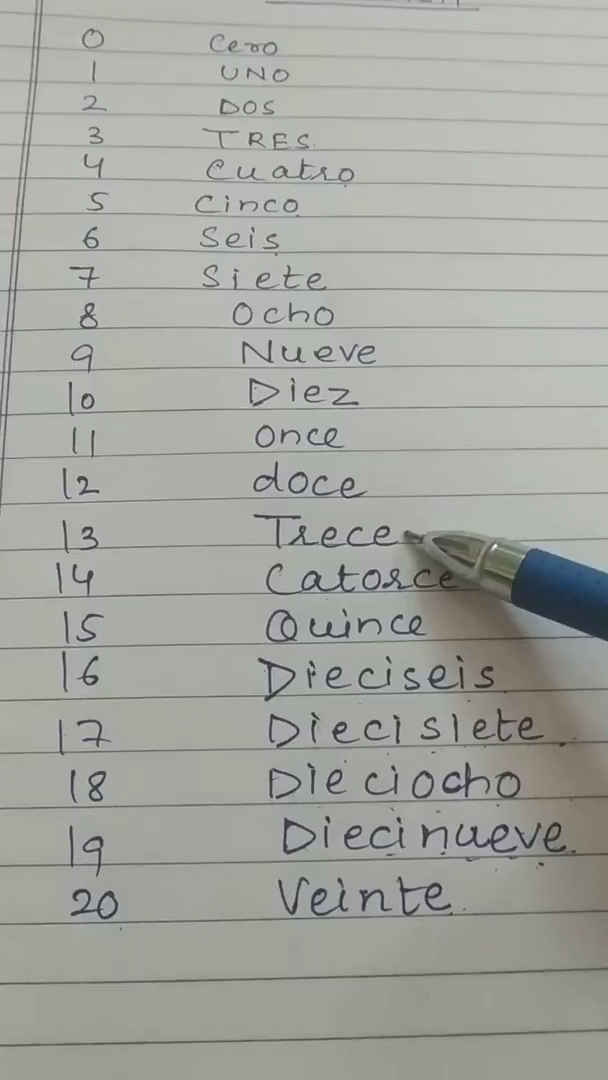 0 Cero
1 UNO
2 DOS
3 TRES.
4 Cuatro
5 Cinco
6 Seis
7 Siete
8 Ocho
9 Nueve
10 Diez
11 Once
12 doce
13 Trece
14 Catorce
15 Quince
16 Dieciseis
17 Diecisiete.
18 Dieciocho
19 Diecinueve.
20 Veinte.